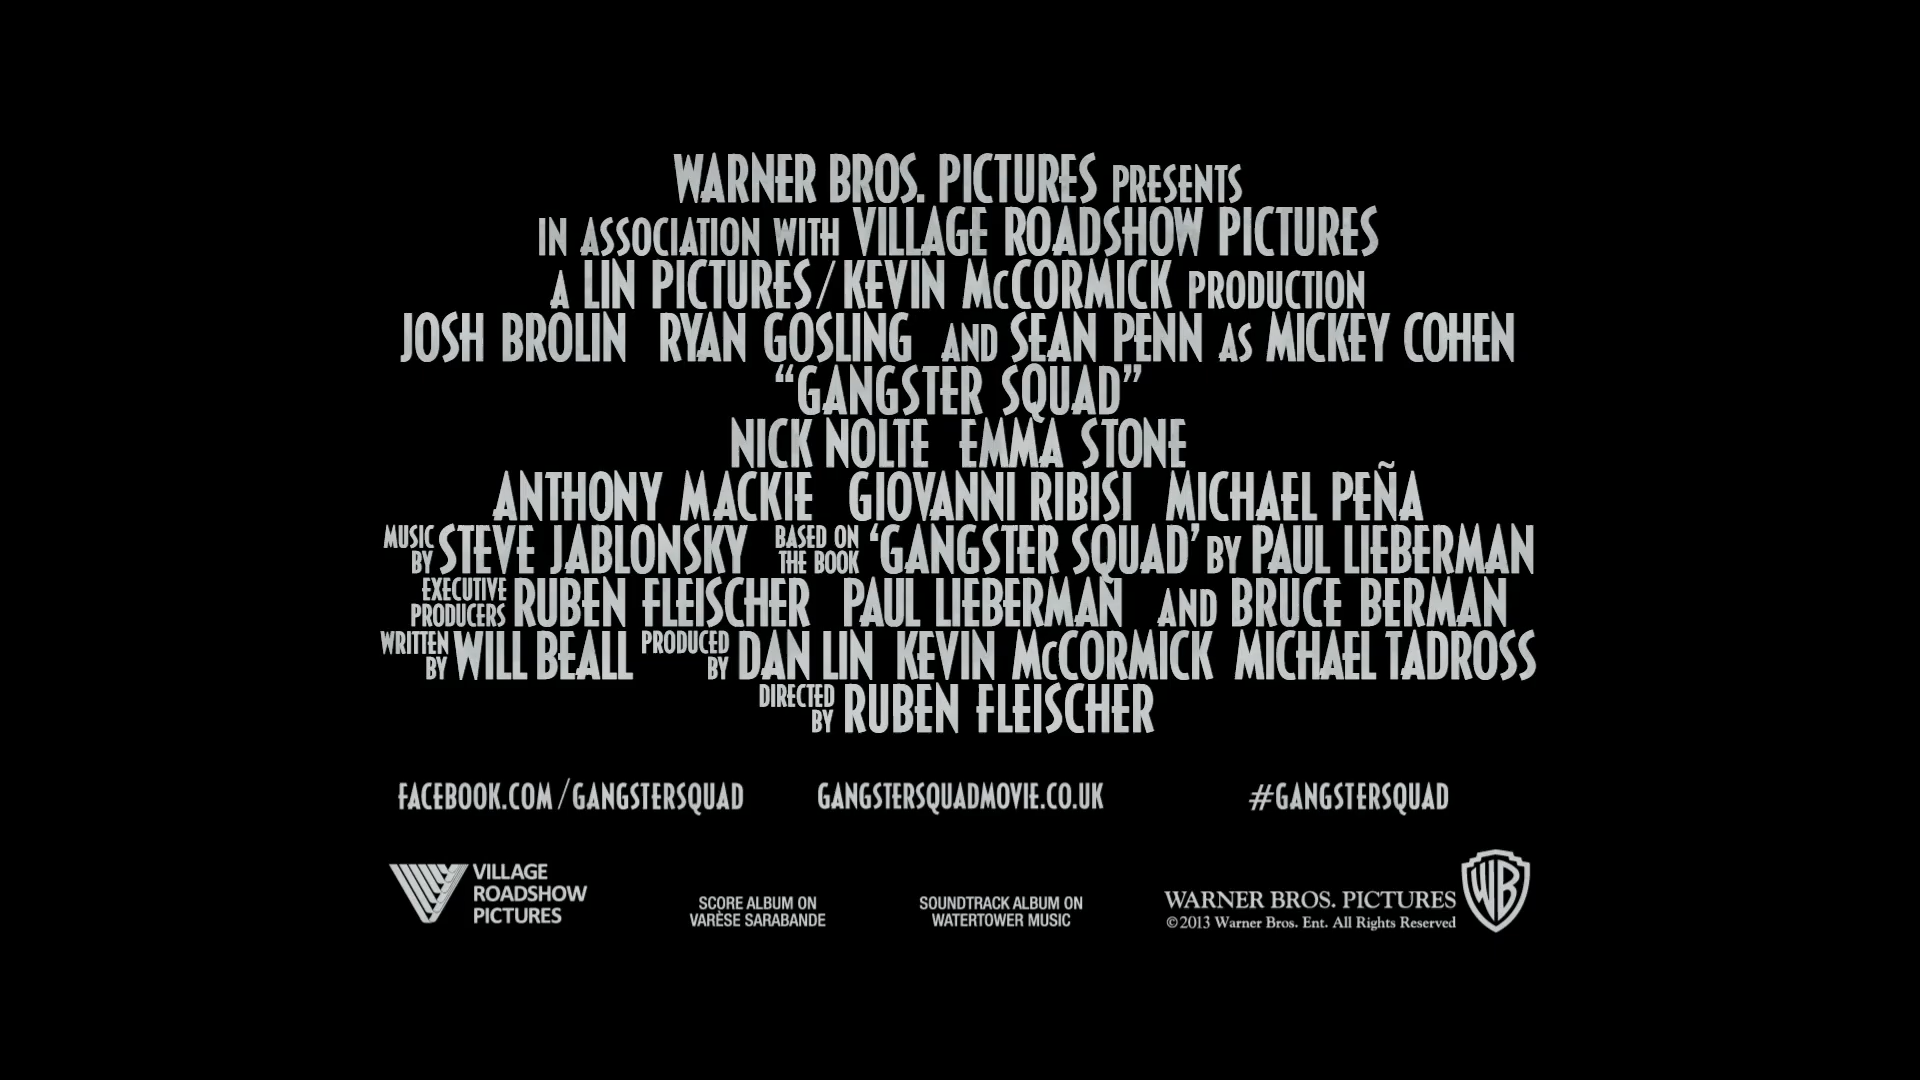 WARNER BROS. PICTURES PRESENTS
IN ASSOCIATION WITH VILLAGE ROADSHOW PICTURES
A LIN PICTURES/KEVIN McCORMICK PRODUCTION
JOSH BROLIN RYAN GOSLING AND SEAN PENN AS MICKEY COHEN
“GANGSTER SQUAD”
NICK NOLTE EMMA STONE
ANTHONY MACKIE GIOVANNI RIBISI MICHAEL PEÑA
MUSIC BY STEVE JABLONSKY BASED ON THE BOOK ‘GANGSTER SQUAD’ BY PAUL LIEBERMAN
EXECUTIVE PRODUCERS RUBEN FLEISCHER PAUL LIEBERMAN AND BRUCE BERMAN
WRITTEN BY WILL BEALL PRODUCED BY DAN LIN KEVIN McCORMICK MICHAEL TADROSS
DIRECTED BY RUBEN FLEISCHER
FACEBOOK.COM/GANGSTERSQUAD GANGSTERSQUADMOVIE.CO.UK #GANGSTERSQUAD
VILLAGE
ROADSHOW
PICTURES
SCORE ALBUM ON
VARÈSE SARABANDE
SOUNDTRACK ALBUM ON
WATERTOWER MUSIC
WARNER BROS. PICTURES
©2013 Warner Bros. Ent. All Rights Reserved
WB